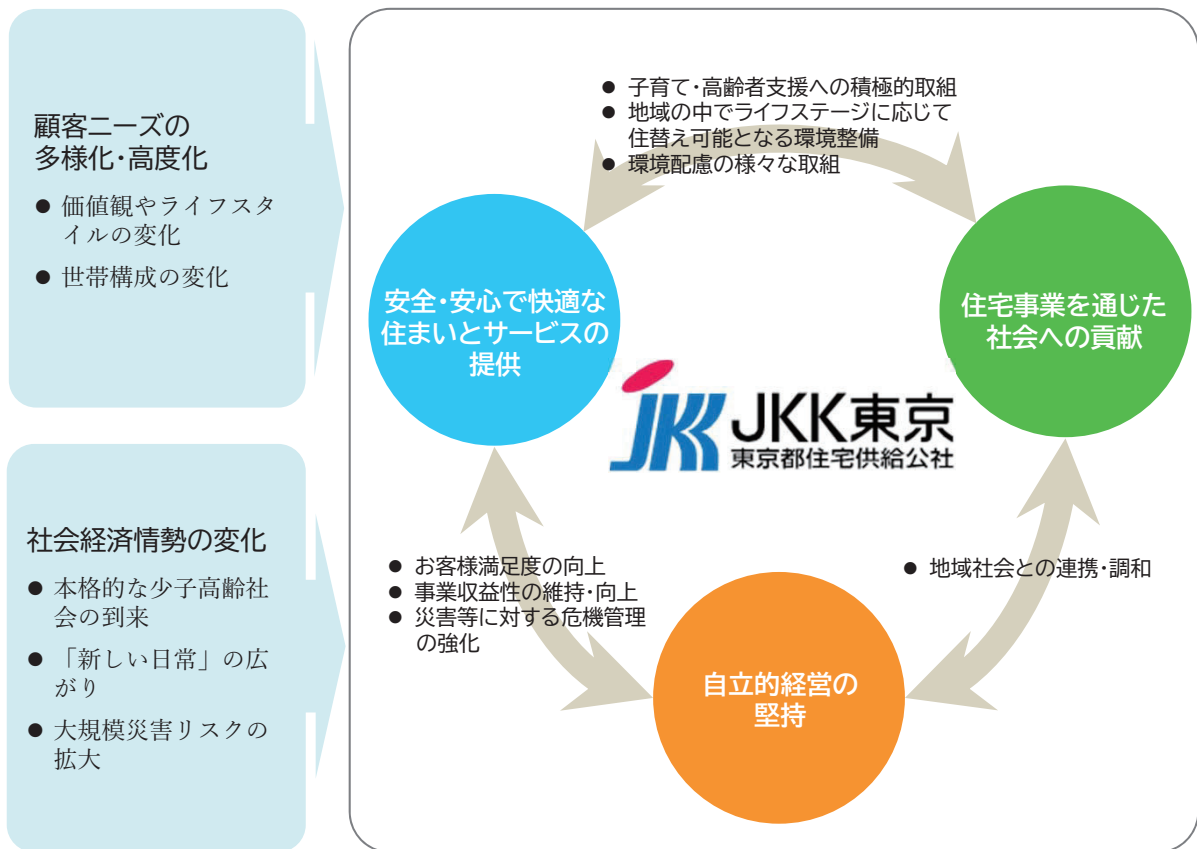 顧客ニーズの
多様化・高度化
● 価値観やライフスタ
イルの変化
● 世帯構成の変化
社会経済情勢の変化
● 本格的な少子高齢社
会の到来
● 「新しい日常」の広
がり
● 大規模災害リスクの
拡大
● 子育て・高齢者支援への積極的取組
● 地域の中でライフステージに応じて
住替え可能となる環境整備
● 環境配慮の様々な取組
安全・安心で快適な
住まいとサービスの
提供
住宅事業を通じた
社会への貢献
JKK JKK東京
東京都住宅供給公社
● お客様満足度の向上
● 事業収益性の維持・向上
● 災害等に対する危機管理
の強化
● 地域社会との連携・調和
自立的経営の
堅持